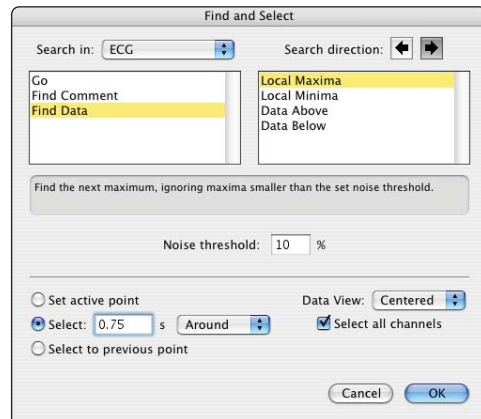 Find and Select
Search in: ECG
Search direction:
Go
Find Comment
Find Data
Local Maxima
Local Minima
Data Above
Data Below
Find the next maximum, ignoring maxima smaller than the set noise threshold.
Noise threshold: 10 %
Set active point
Select: 0.75 s Around
Select to previous point
Data View: Centered
Select all channels
Cancel OK